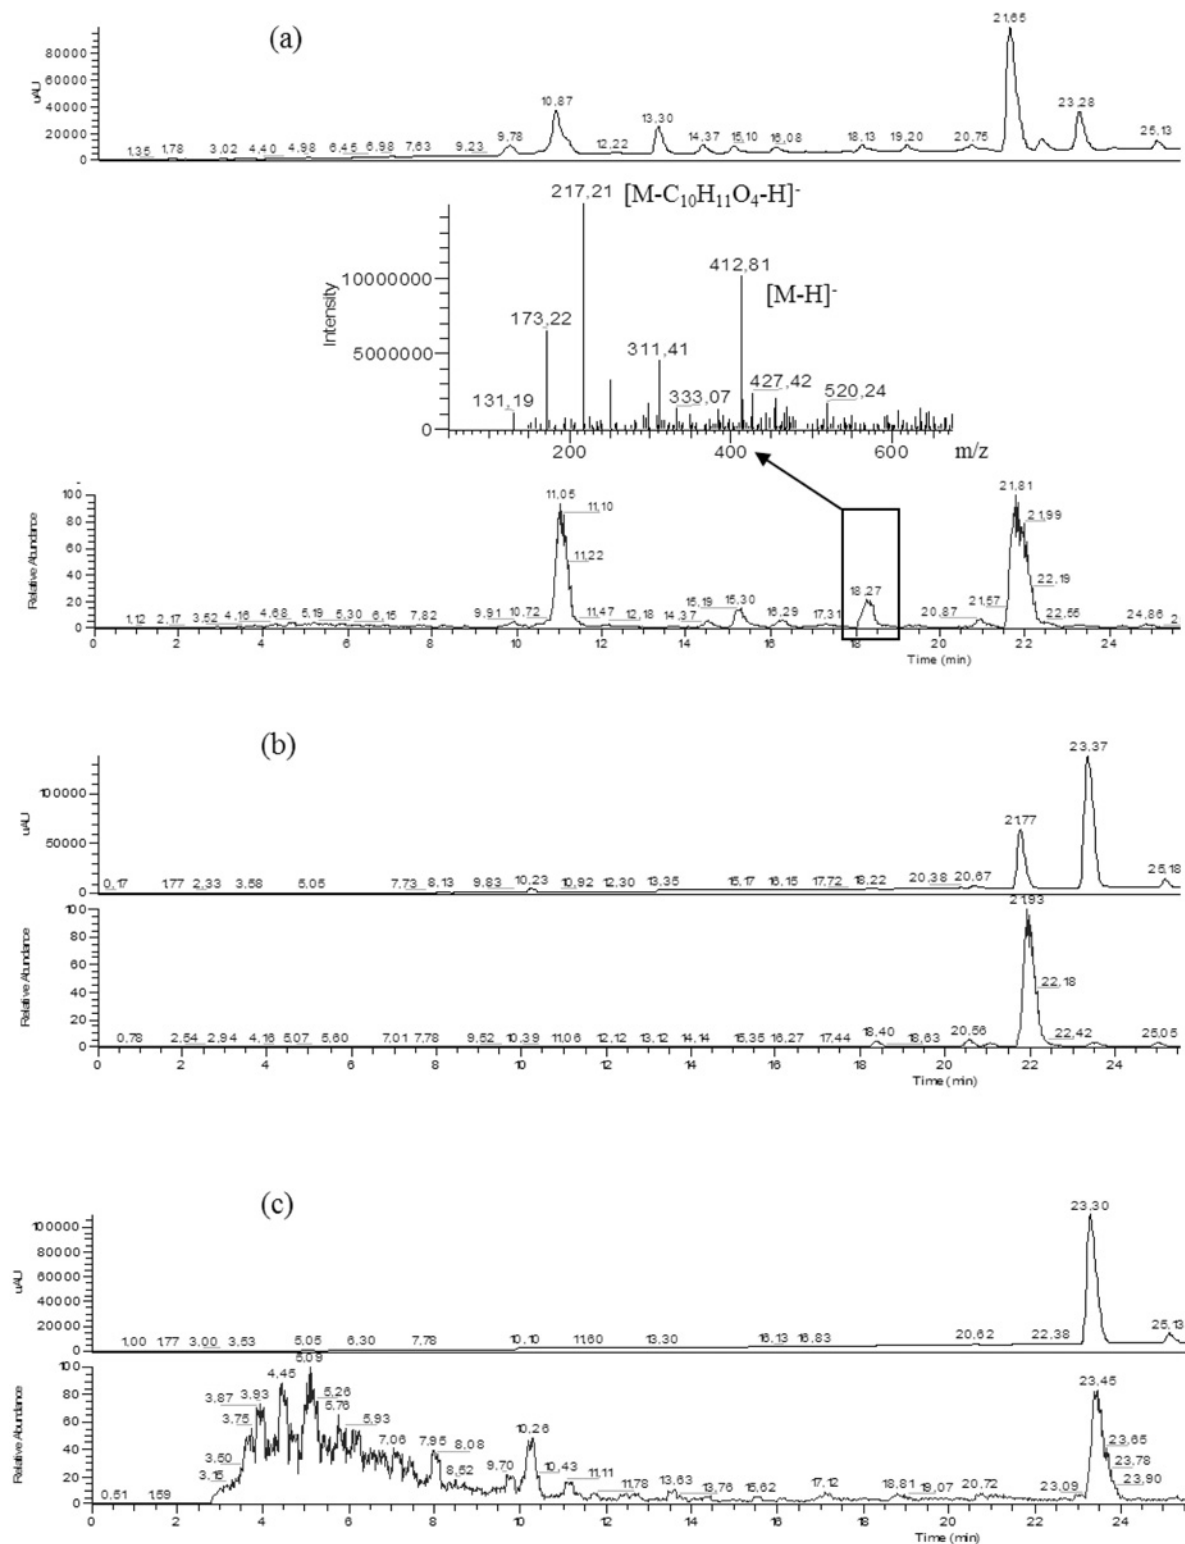 (a)
21,65
80000
60000
40000
20000
0
uAU
1,35 1,78 3,02 4,40 4,98 6,45 6,98 7,63 9,23 9,78 10,87 12,22 13,30 14,37 15,10 16,08 18,13 19,20 20,75 23,28 25,13
217,21 [M-C₁₀H₁₁O₄-H]⁻
412,81
[M-H]⁻
10000000
5000000
0
Intensity
173,22
311,41
131,19
333,07
427,42
520,24
200 400 600 m/z
100
80
60
40
20
0
Relative Abundance
1,12 2,17 3,52 4,16 4,68 5,19 5,30 6,15 7,82 9,91 10,72 11,05 11,10 11,22 11,47 12,18 14,37 15,19 15,30 16,29 17,31 18,27 20,87 21,57 21,81 21,99 22,19 22,55 24,86 2
0 2 4 6 8 10 12 14 16 18 20 22 24
Time (min)
(b)
23,37
100000
50000
0
uAU
0,17 1,77 2,33 3,58 5,05 7,73 8,13 9,83 10,23 10,92 12,30 13,35 15,17 16,15 17,72 18,22 20,38 20,67 21,77 25,18
21,93
100
80
60
40
20
0
Relative Abundance
0,78 2,54 2,94 4,16 5,07 5,60 7,01 7,78 9,52 10,39 11,06 12,12 13,12 14,14 15,35 16,27 17,44 18,40 18,63 20,56 22,18 22,42 25,05
0 2 4 6 8 10 12 14 16 18 20 22 24
Time (min)
(c)
23,30
100000
80000
60000
40000
20000
0
uAU
1,00 1,77 3,00 3,53 5,05 6,30 7,78 10,10 11,60 13,30 16,13 16,83 20,62 22,38 25,13
100
80
60
40
20
0
Relative Abundance
0,51 1,59 3,15 3,50 3,75 3,87 3,93 4,45 5,09 5,26 5,76 5,93 7,06 7,95 8,08 8,52 9,70 10,26 10,43 11,11 11,78 13,63 13,76 15,62 17,12 18,81 19,07 20,72 23,09 23,45 23,65 23,78 23,90
0 2 4 6 8 10 12 14 16 18 20 22 24
Time (min)